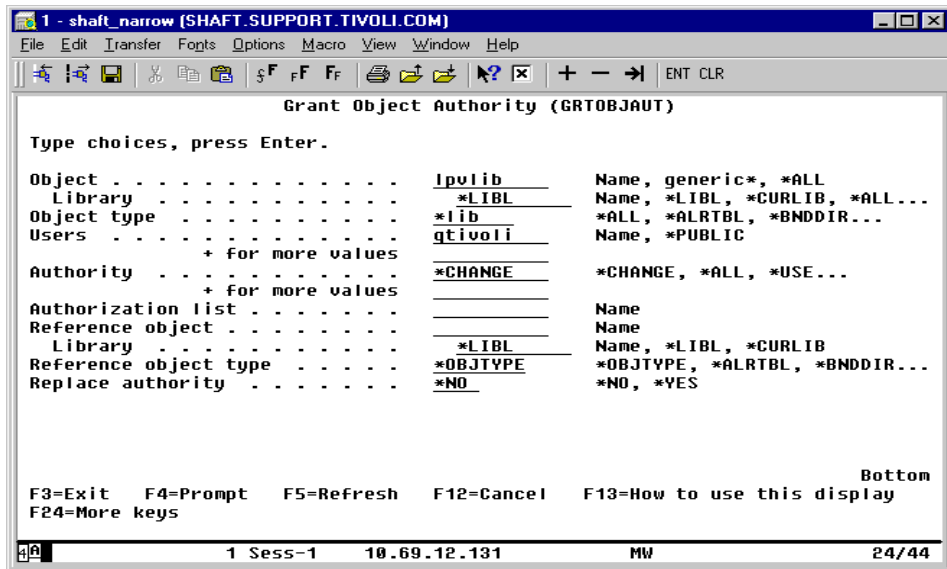 1 - shaft_narrow (SHAFT.SUPPORT.TIVOLI.COM)
File Edit Transfer Fonts Options Macro View Window Help
ENT CLR
Grant Object Authority (GRTOBJAUT)
Type choices, press Enter.
Object . . . . . . . . . . . . . lpvlib Name, generic*, *ALL
Library . . . . . . . . . . . *LIBL Name, *LIBL, *CURLIB, *ALL...
Object type . . . . . . . . . . *lib *ALL, *ALRTBL, *BNDDIR...
Users . . . . . . . . . . . . . qtivoli Name, *PUBLIC
+ for more values
Authority . . . . . . . . . . . *CHANGE *CHANGE, *ALL, *USE...
+ for more values
Authorization list . . . . . . . Name
Reference object . . . . . . . . Name
Library . . . . . . . . . . . *LIBL Name, *LIBL, *CURLIB
Reference object type . . . . . *OBJTYPE *OBJTYPE, *ALRTBL, *BNDDIR...
Replace authority . . . . . . . *NO *NO, *YES
Bottom
F3=Exit F4=Prompt F5=Refresh F12=Cancel F13=How to use this display
F24=More keys
4A 1 Sess-1 10.69.12.131 MW 24/44